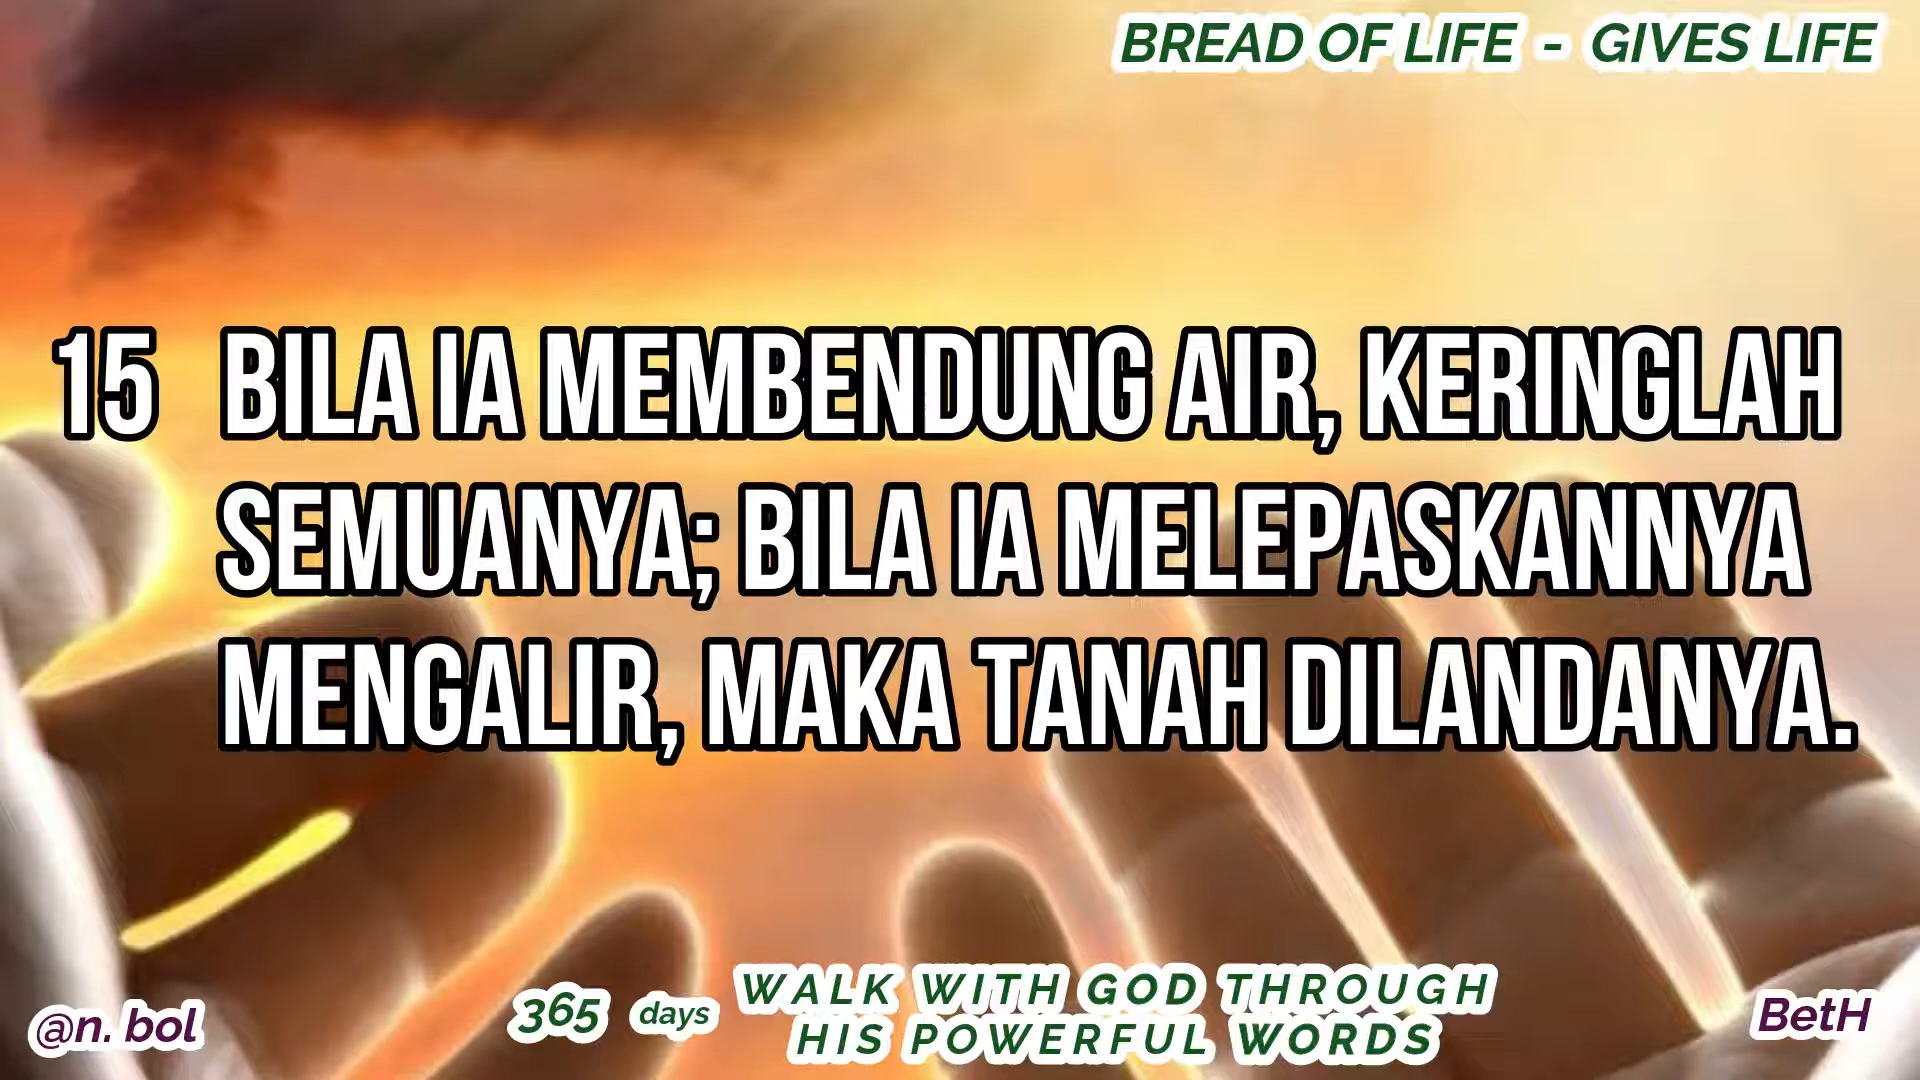 BREAD OF LIFE - GIVES LIFE
15 BILA IA MEMBENDUNG AIR, KERINGLAH
SEMUANYA; BILA IA MELEPASKANNYA
MENGALIR, MAKA TANAH DILANDANYA.
@n. bol
365 days
WALK WITH GOD THROUGH
HIS POWERFUL WORDS
BetH